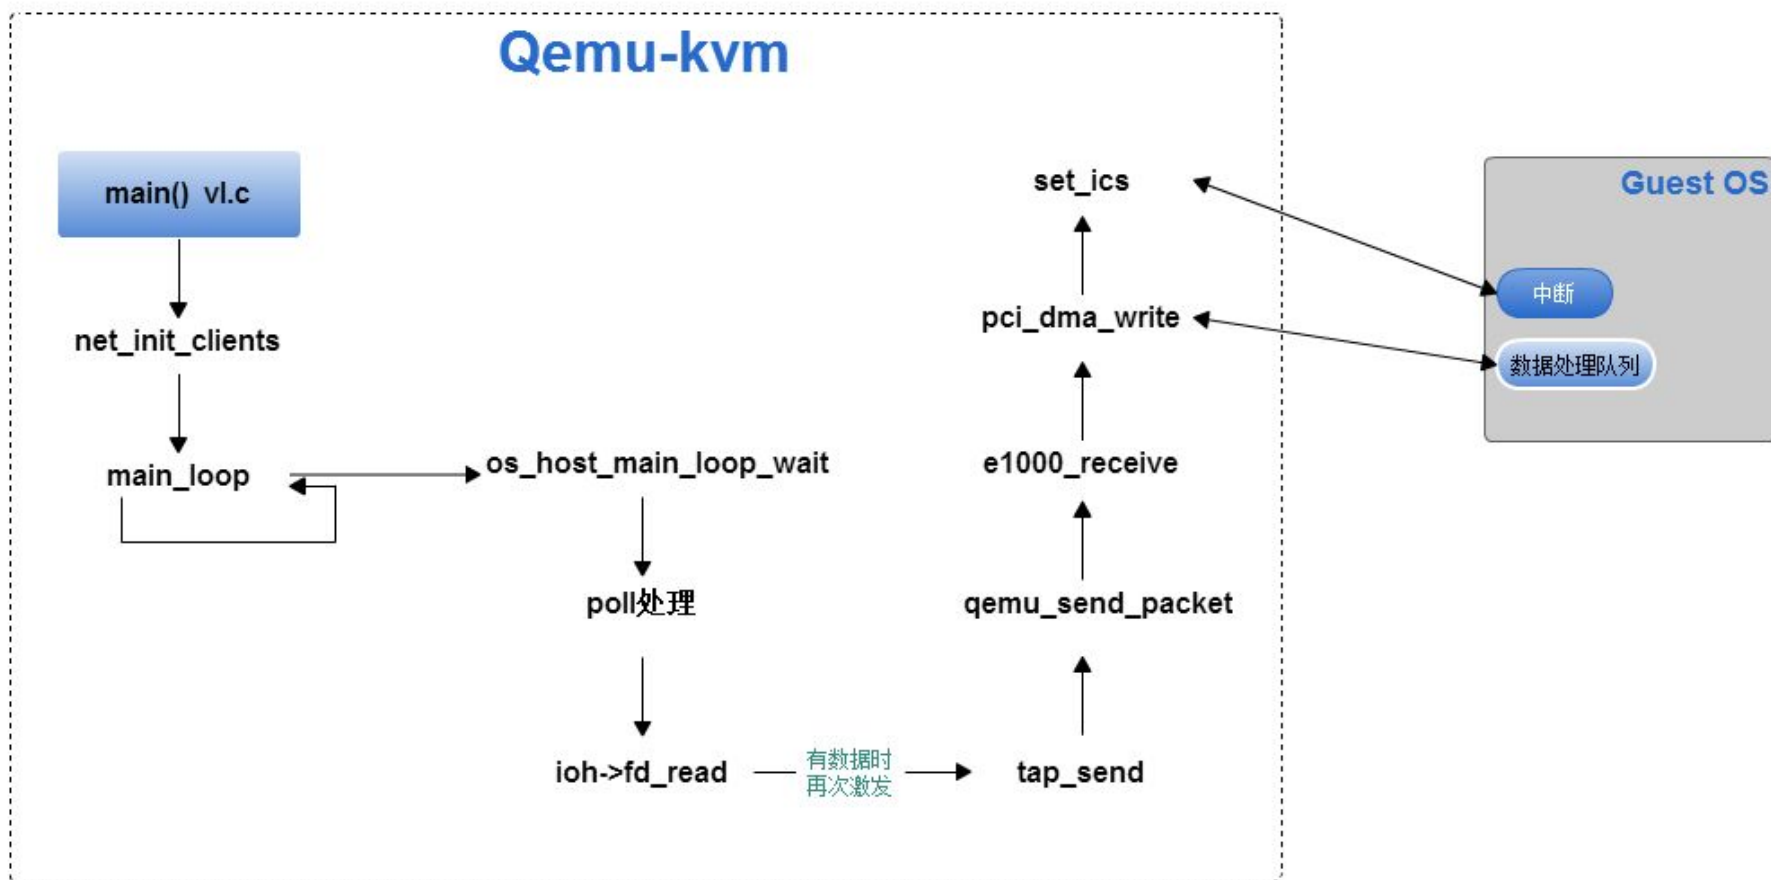 Qemu-kvm
main()  vl.c
net_init_clients
main_loop
os_host_main_loop_wait
poll处理
ioh->fd_read
有数据时
再次激发
tap_send
qemu_send_packet
e1000_receive
pci_dma_write
set_ics
Guest OS
中断
数据处理队列